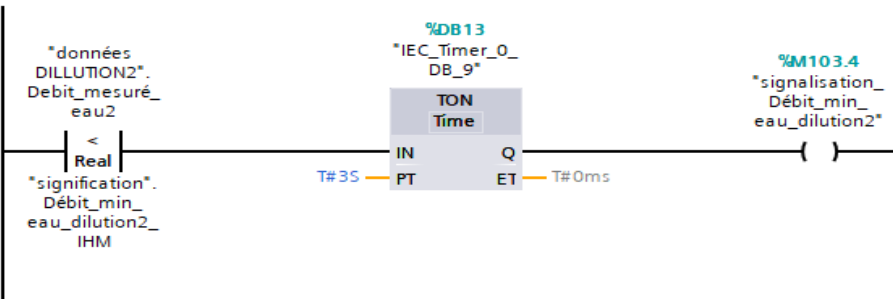 "données
DILLUTION2".
Debit_mesuré_
eau2
<
Real
"signification".
Débit_min_
eau_dilution2_
IHM
%DB13
"IEC_Timer_0_
DB_9"
TON
Time
IN Q
T#3S PT ET T#0ms
%M103.4
"signalisation_
Débit_min_
eau_dilution2"
( )